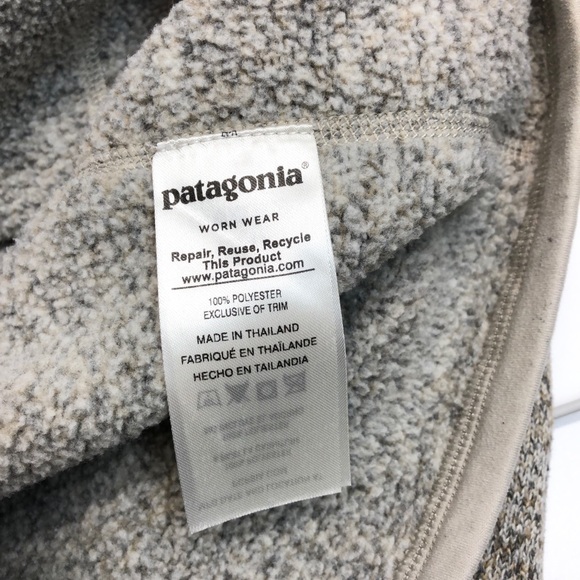 patagonia®
WORN WEAR
Repair, Reuse, Recycle
This Product
www.patagonia.com
100% POLYESTER
EXCLUSIVE OF TRIM
MADE IN THAILAND
FABRIQUÉ EN THAÏLANDE
HECHO EN TAILANDIA